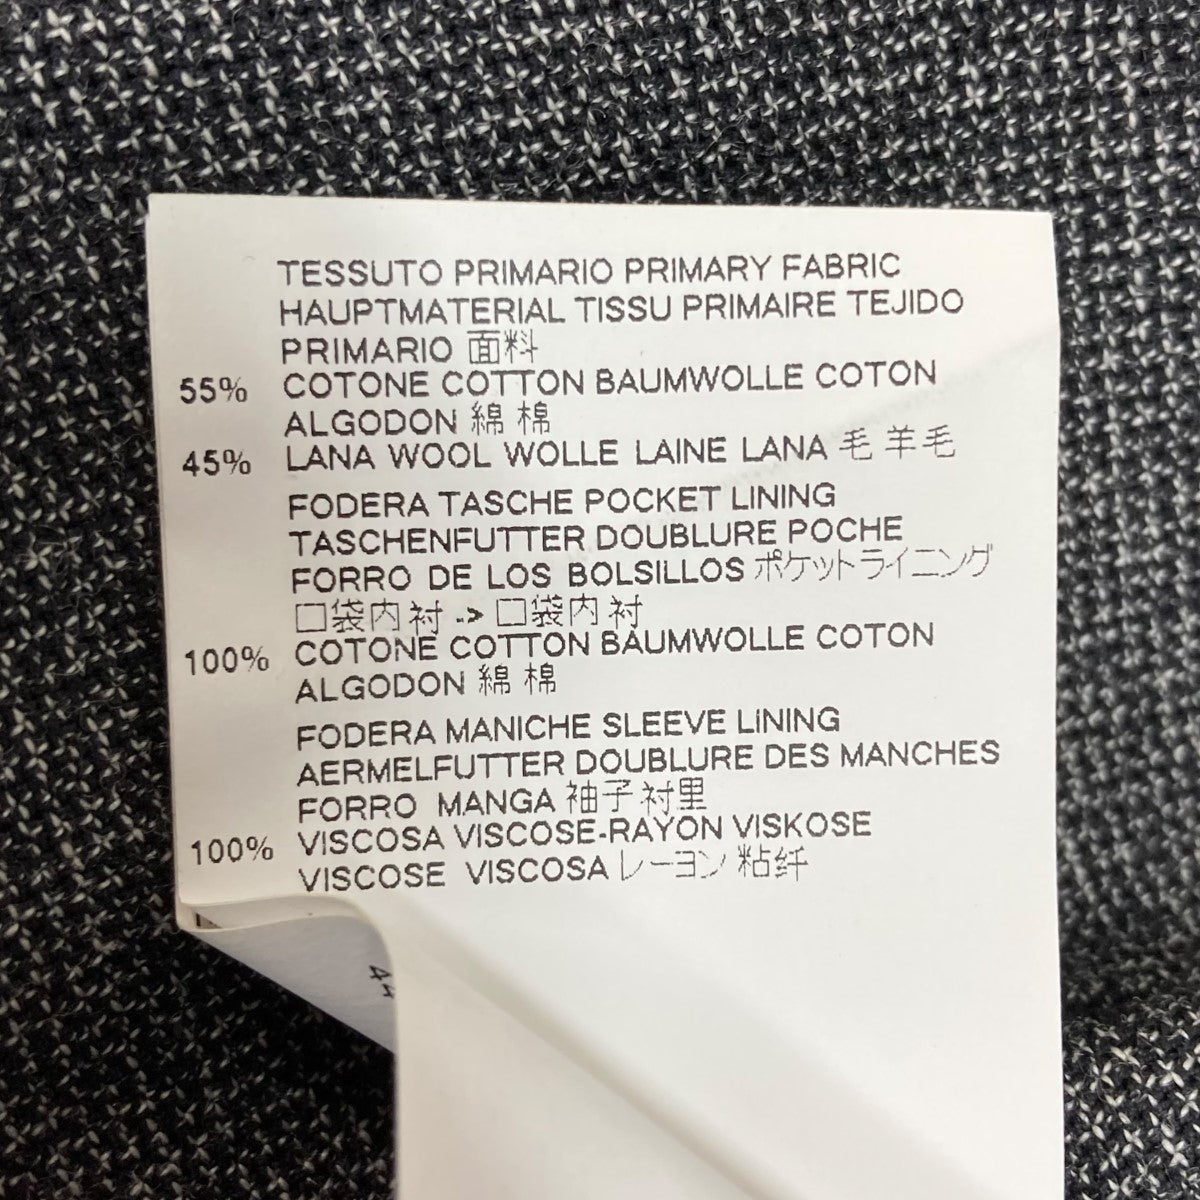 TESSUTO PRIMARIO PRIMARY FABRIC
HAUPTMATERIAL TISSU PRIMAIRE TEJIDO
PRIMARIO 面料
55% COTONE COTTON BAUMWOLLE COTON
ALGODON 綿 棉
45% LANA WOOL WOLLE LAINE LANA 毛 羊毛
FODERA TASCHE POCKET LINING
TASCHENFUTTER DOUBLURE POCHE
FORRO DE LOS BOLSILLOS ポケットライニング
口袋内衬 -> 口袋内衬
100% COTONE COTTON BAUMWOLLE COTON
ALGODON 綿 棉
FODERA MANICHE SLEEVE LINING
AERMELFUTTER DOUBLURE DES MANCHES
FORRO MANGA 袖子衬里
100% VISCOSA VISCOSE-RAYON VISKOSE
VISCOSE VISCOSA レーヨン 粘纤